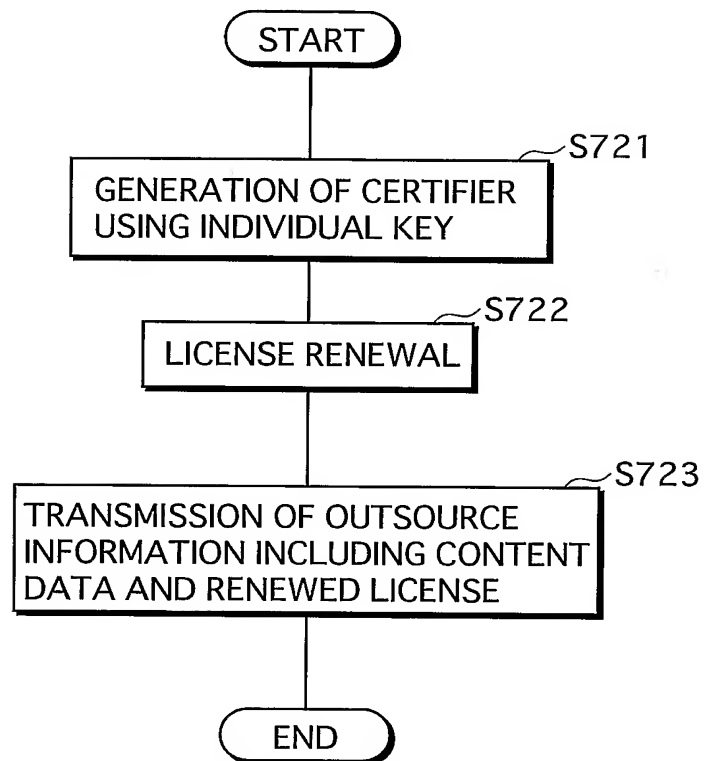 START
S721
GENERATION OF CERTIFIER
USING INDIVIDUAL KEY
S722
LICENSE RENEWAL
S723
TRANSMISSION OF OUTSOURCE
INFORMATION INCLUDING CONTENT
DATA AND RENEWED LICENSE
END